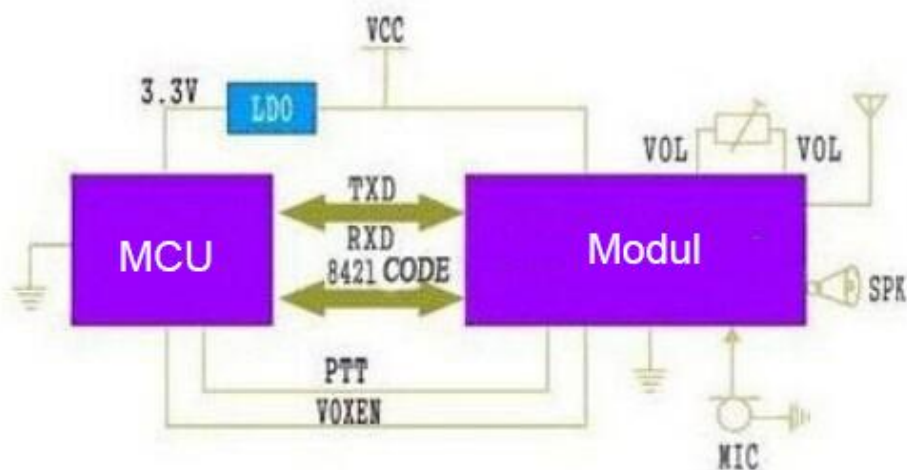 VCC
3.3V
LDO
VOL
VOL
TXD
MCU
RXD
Modul
8421 CODE
SPK
PTT
VOXEN
MIC